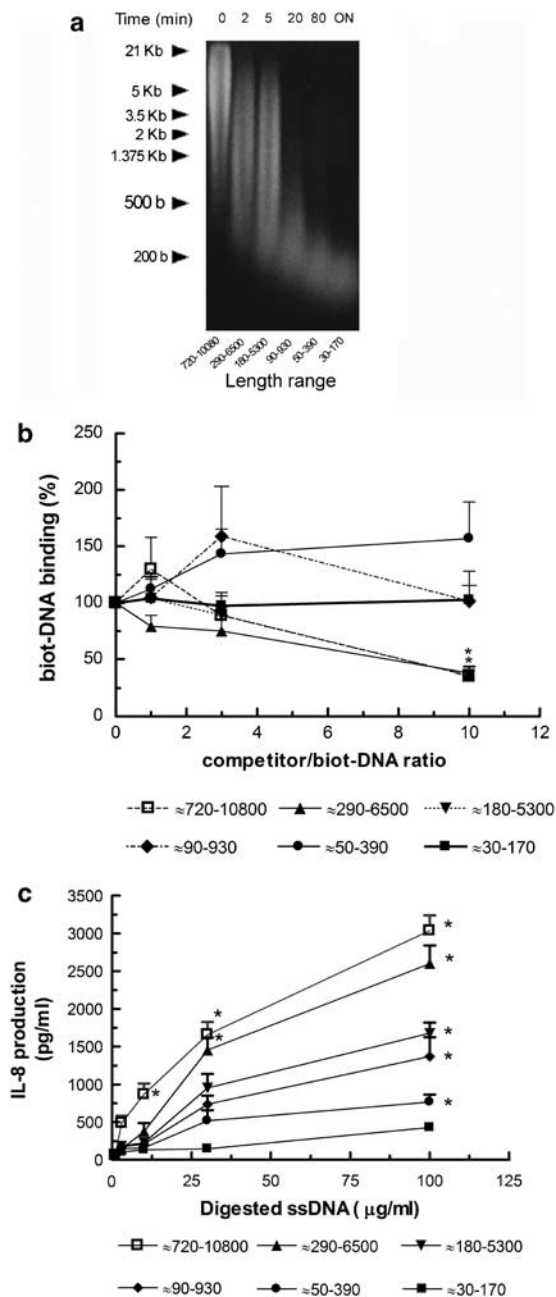 a
Time (min) 0 2 5 20 80 ON
21 Kb
5 Kb
3.5 Kb
2 Kb
1.375 Kb
500 b
200 b
720-10080 290-6500 180-5300 90-930 50-390 30-170
Length range
b
biot-DNA binding (%)
250
200
150
100
50
0
* 
*
0 2 4 6 8 10 12
competitor/biot-DNA ratio
≈720-10800 ≈290-6500 ≈180-5300
≈90-930 ≈50-390 ≈30-170
c
IL-8 production
(pg/ml)
3500
3000
2500
2000
1500
1000
500
0
*
*
*
*
*
*
*
*
0 25 50 75 100 125
Digested ssDNA ( μg/ml)
≈720-10800 ≈290-6500 ≈180-5300
≈90-930 ≈50-390 ≈30-170